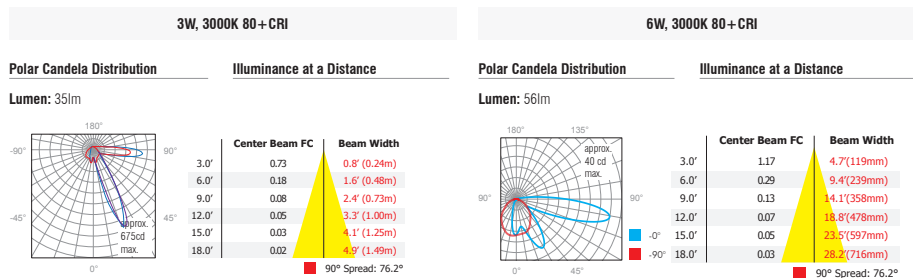 3W, 3000K 80+CRI
Polar Candela Distribution
Illuminance at a Distance
Lumen: 35lm
180°
-90°
90°
-45°
45°
approx.
675cd
max.
0°
Center Beam FC Beam Width
3.0' 0.73 0.8' (0.24m)
6.0' 0.18 1.6' (0.48m)
9.0' 0.08 2.4' (0.73m)
12.0' 0.05 3.3' (1.00m)
15.0' 0.03 4.1' (1.25m)
18.0' 0.02 4.9' (1.49m)
90° Spread: 76.2°
6W, 3000K 80+CRI
Polar Candela Distribution
Illuminance at a Distance
Lumen: 56lm
180° 135°
approx.
40 cd
max.
90° 90°
-0°
-90°
0° 45°
Center Beam FC Beam Width
3.0' 1.17 4.7'(119mm)
6.0' 0.29 9.4'(239mm)
9.0' 0.13 14.1'(358mm)
12.0' 0.07 18.8'(478mm)
15.0' 0.05 23.5'(597mm)
18.0' 0.03 28.2'(716mm)
90° Spread: 76.2°